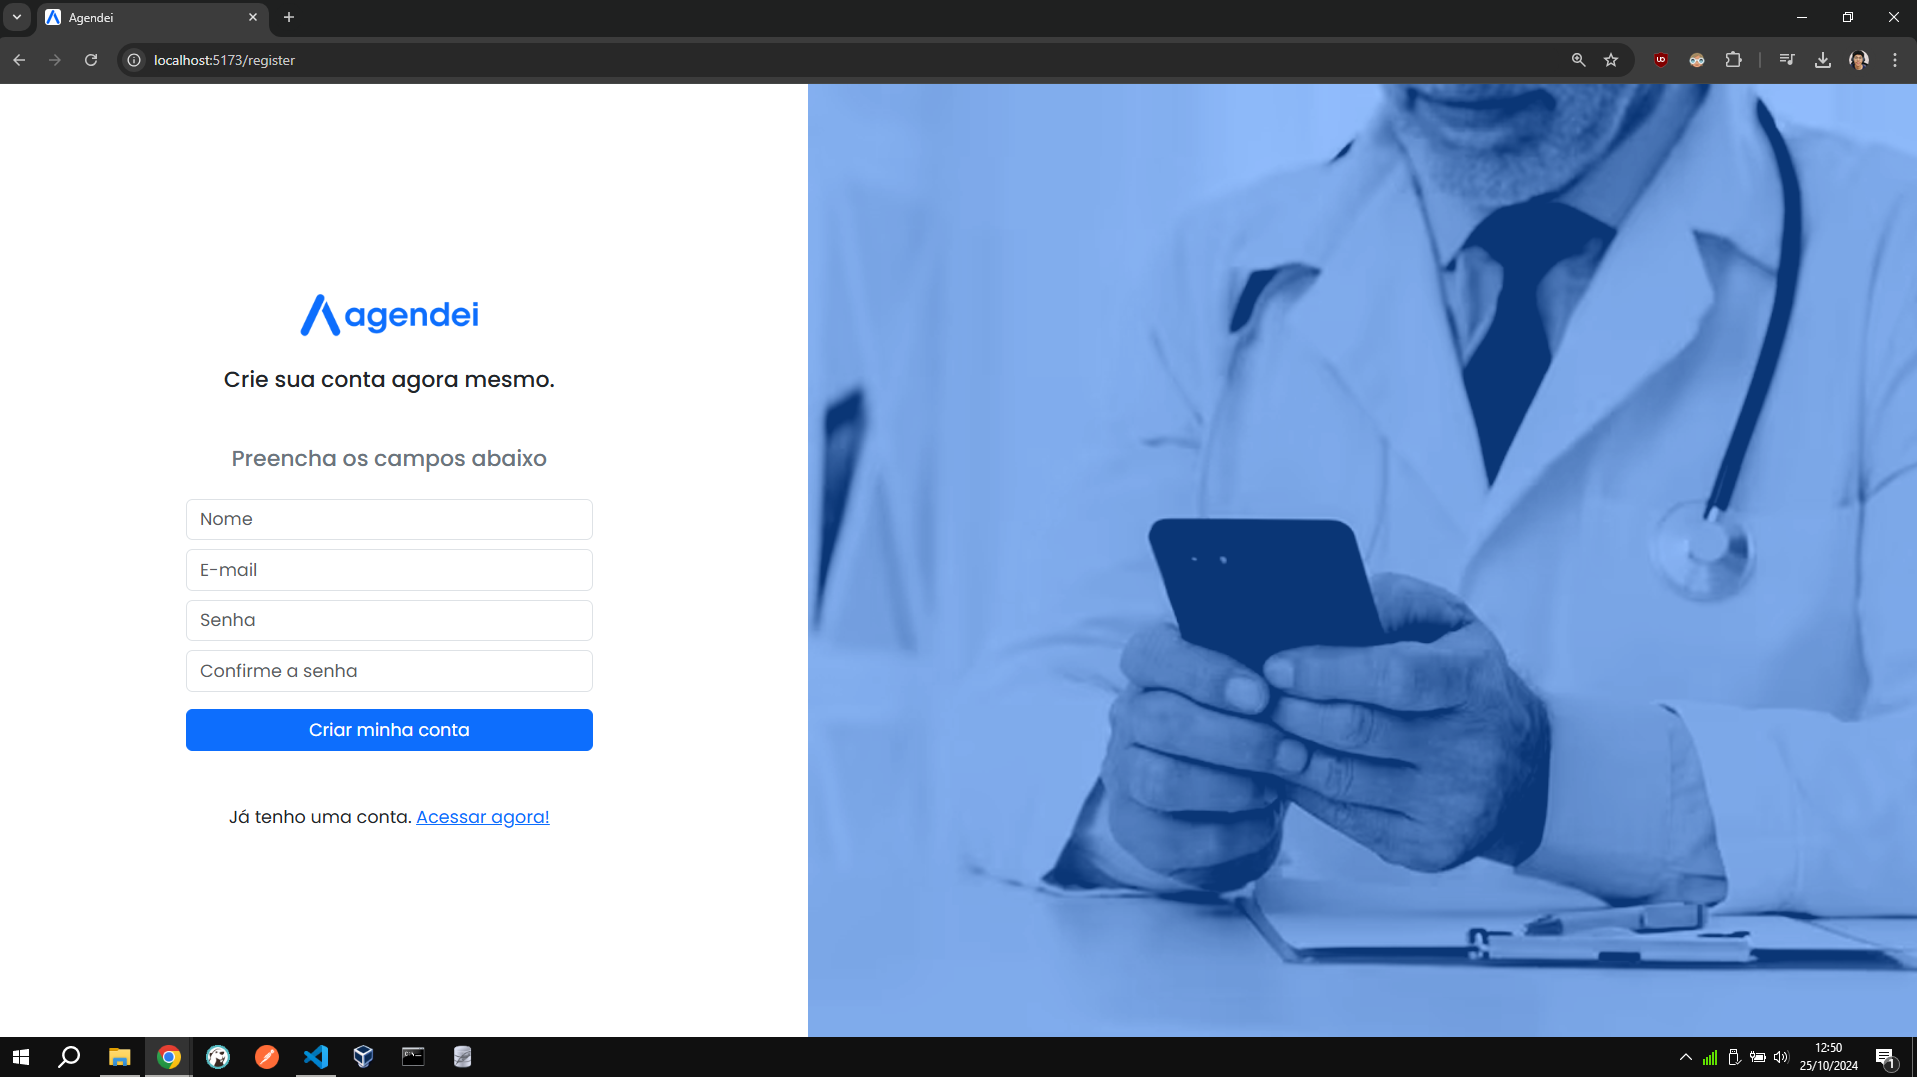 Agendei
localhost:5173/register
agendei
Crie sua conta agora mesmo.
Preencha os campos abaixo
Nome
E-mail
Senha
Confirme a senha
Criar minha conta
Já tenho uma conta. Acessar agora!
12:50
25/10/2024
1